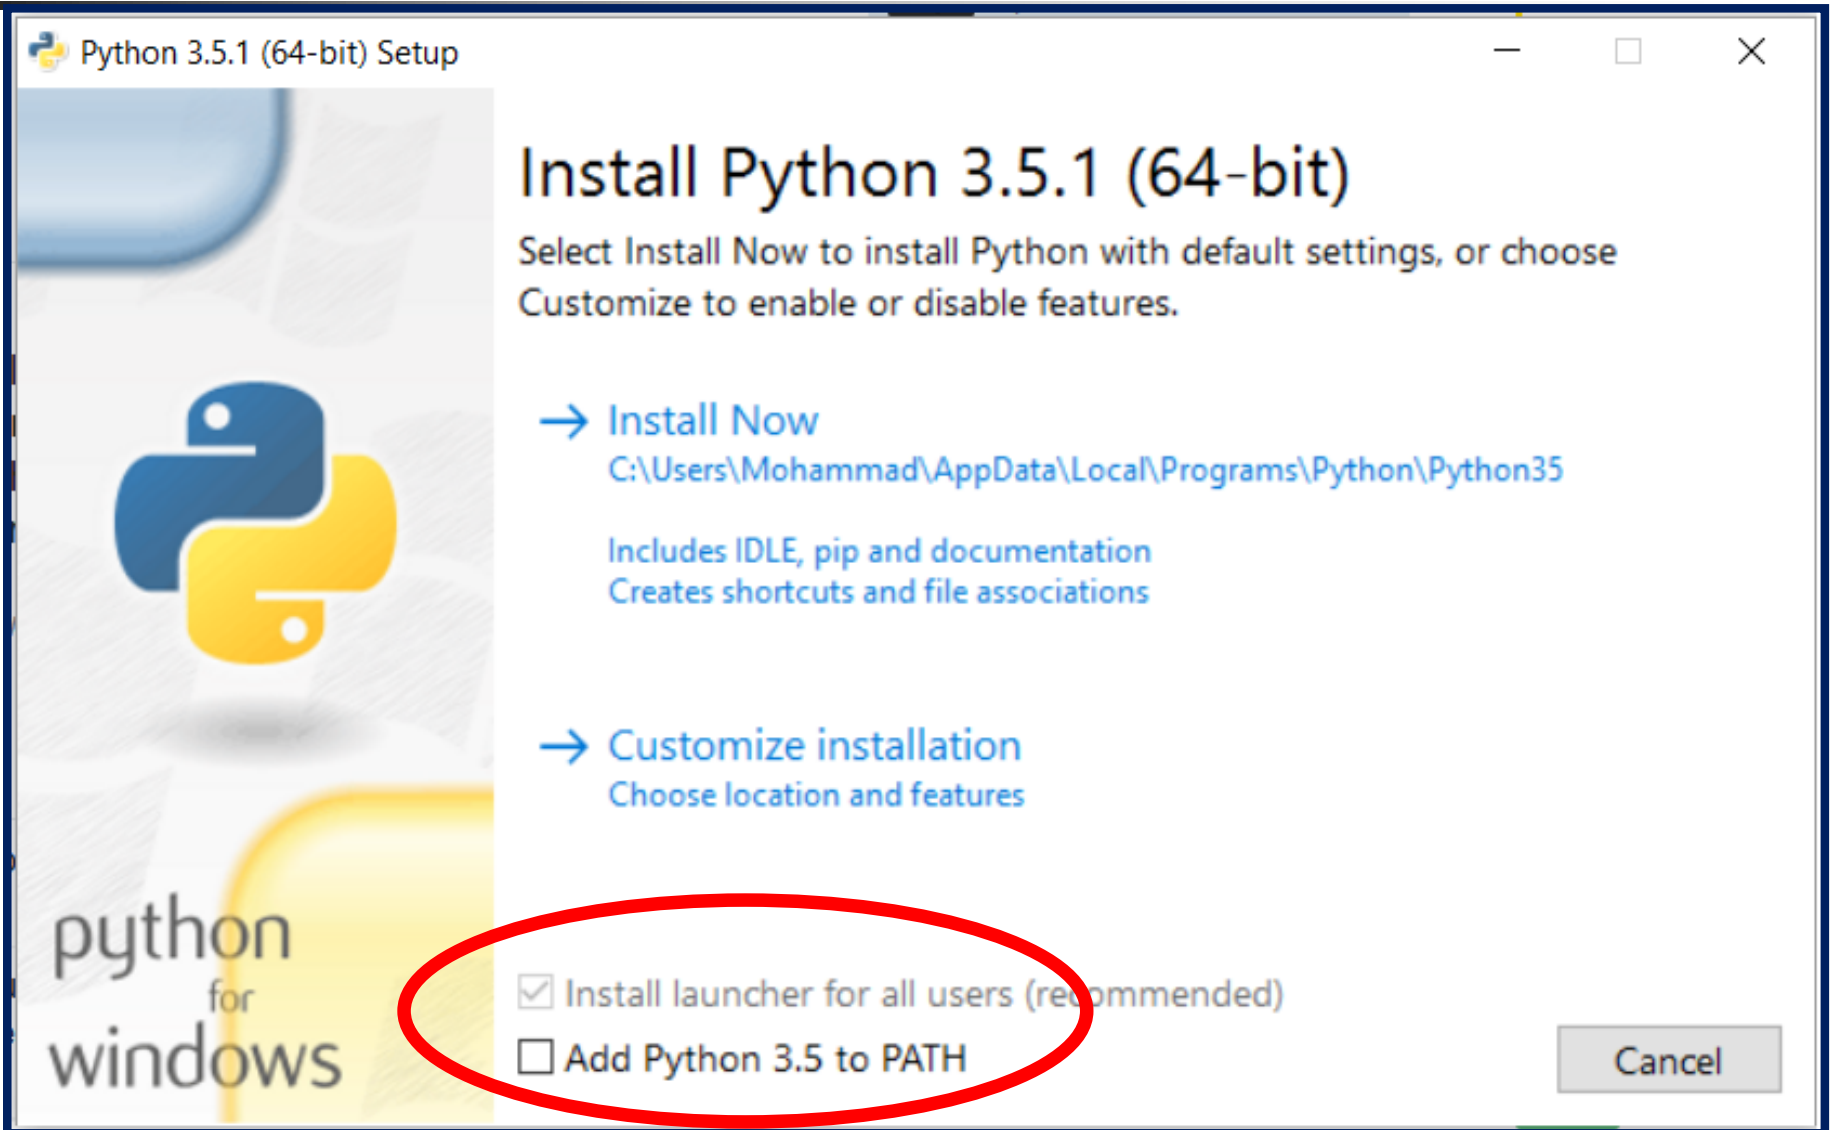 Python 3.5.1 (64-bit) Setup
Install Python 3.5.1 (64-bit)
Select Install Now to install Python with default settings, or choose
Customize to enable or disable features.
Install Now
C:\Users\Mohammad\AppData\Local\Programs\Python\Python35
Includes IDLE, pip and documentation
Creates shortcuts and file associations
Customize installation
Choose location and features
python
for
windows
Install launcher for all users (recommended)
Add Python 3.5 to PATH
Cancel